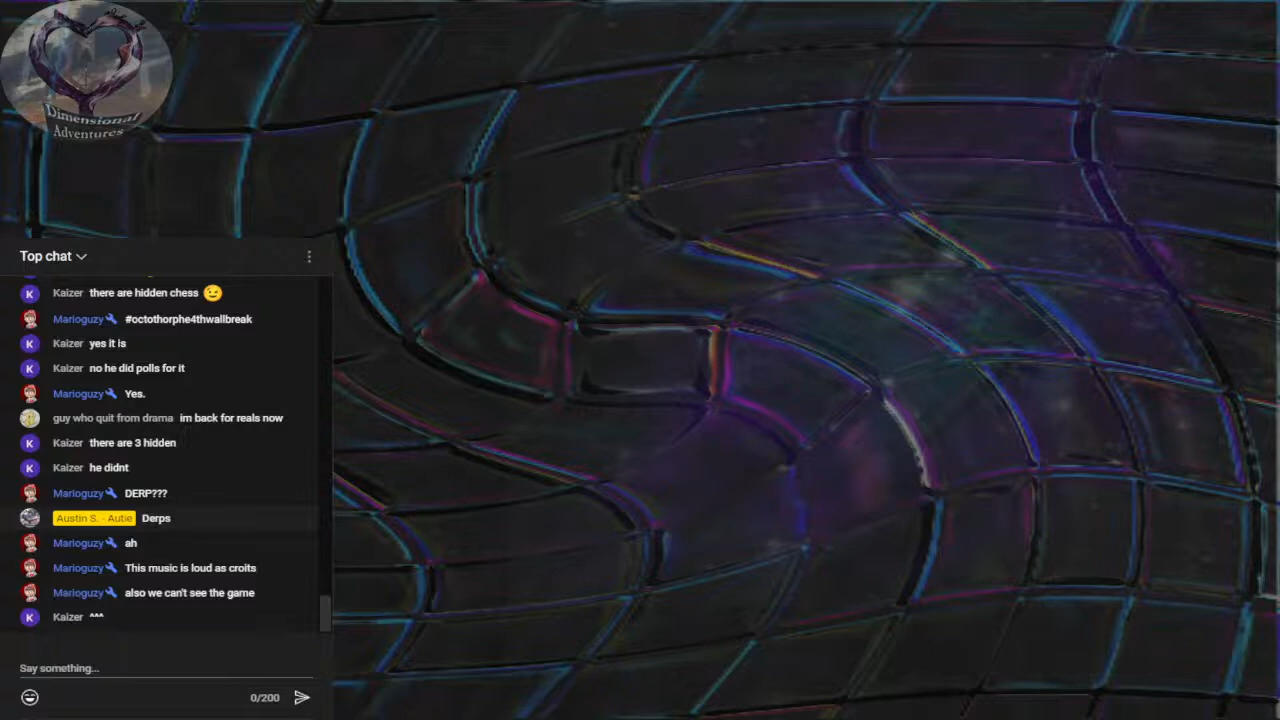 Dimensional
Adventures
Top chat
Kaizer there are hidden chess 😉
Marioguzy #octothorphe4thwallbreak
Kaizer yes it is
Kaizer no he did polls for it
Marioguzy Yes.
guy who quit from drama im back for reals now
Kaizer there are 3 hidden
Kaizer he didnt
Marioguzy DERP???
Austin S. - Autie Derps
Marioguzy ah
Marioguzy This music is loud as croits
Marioguzy also we can't see the game
Kaizer ^^^
Say something...
0/200